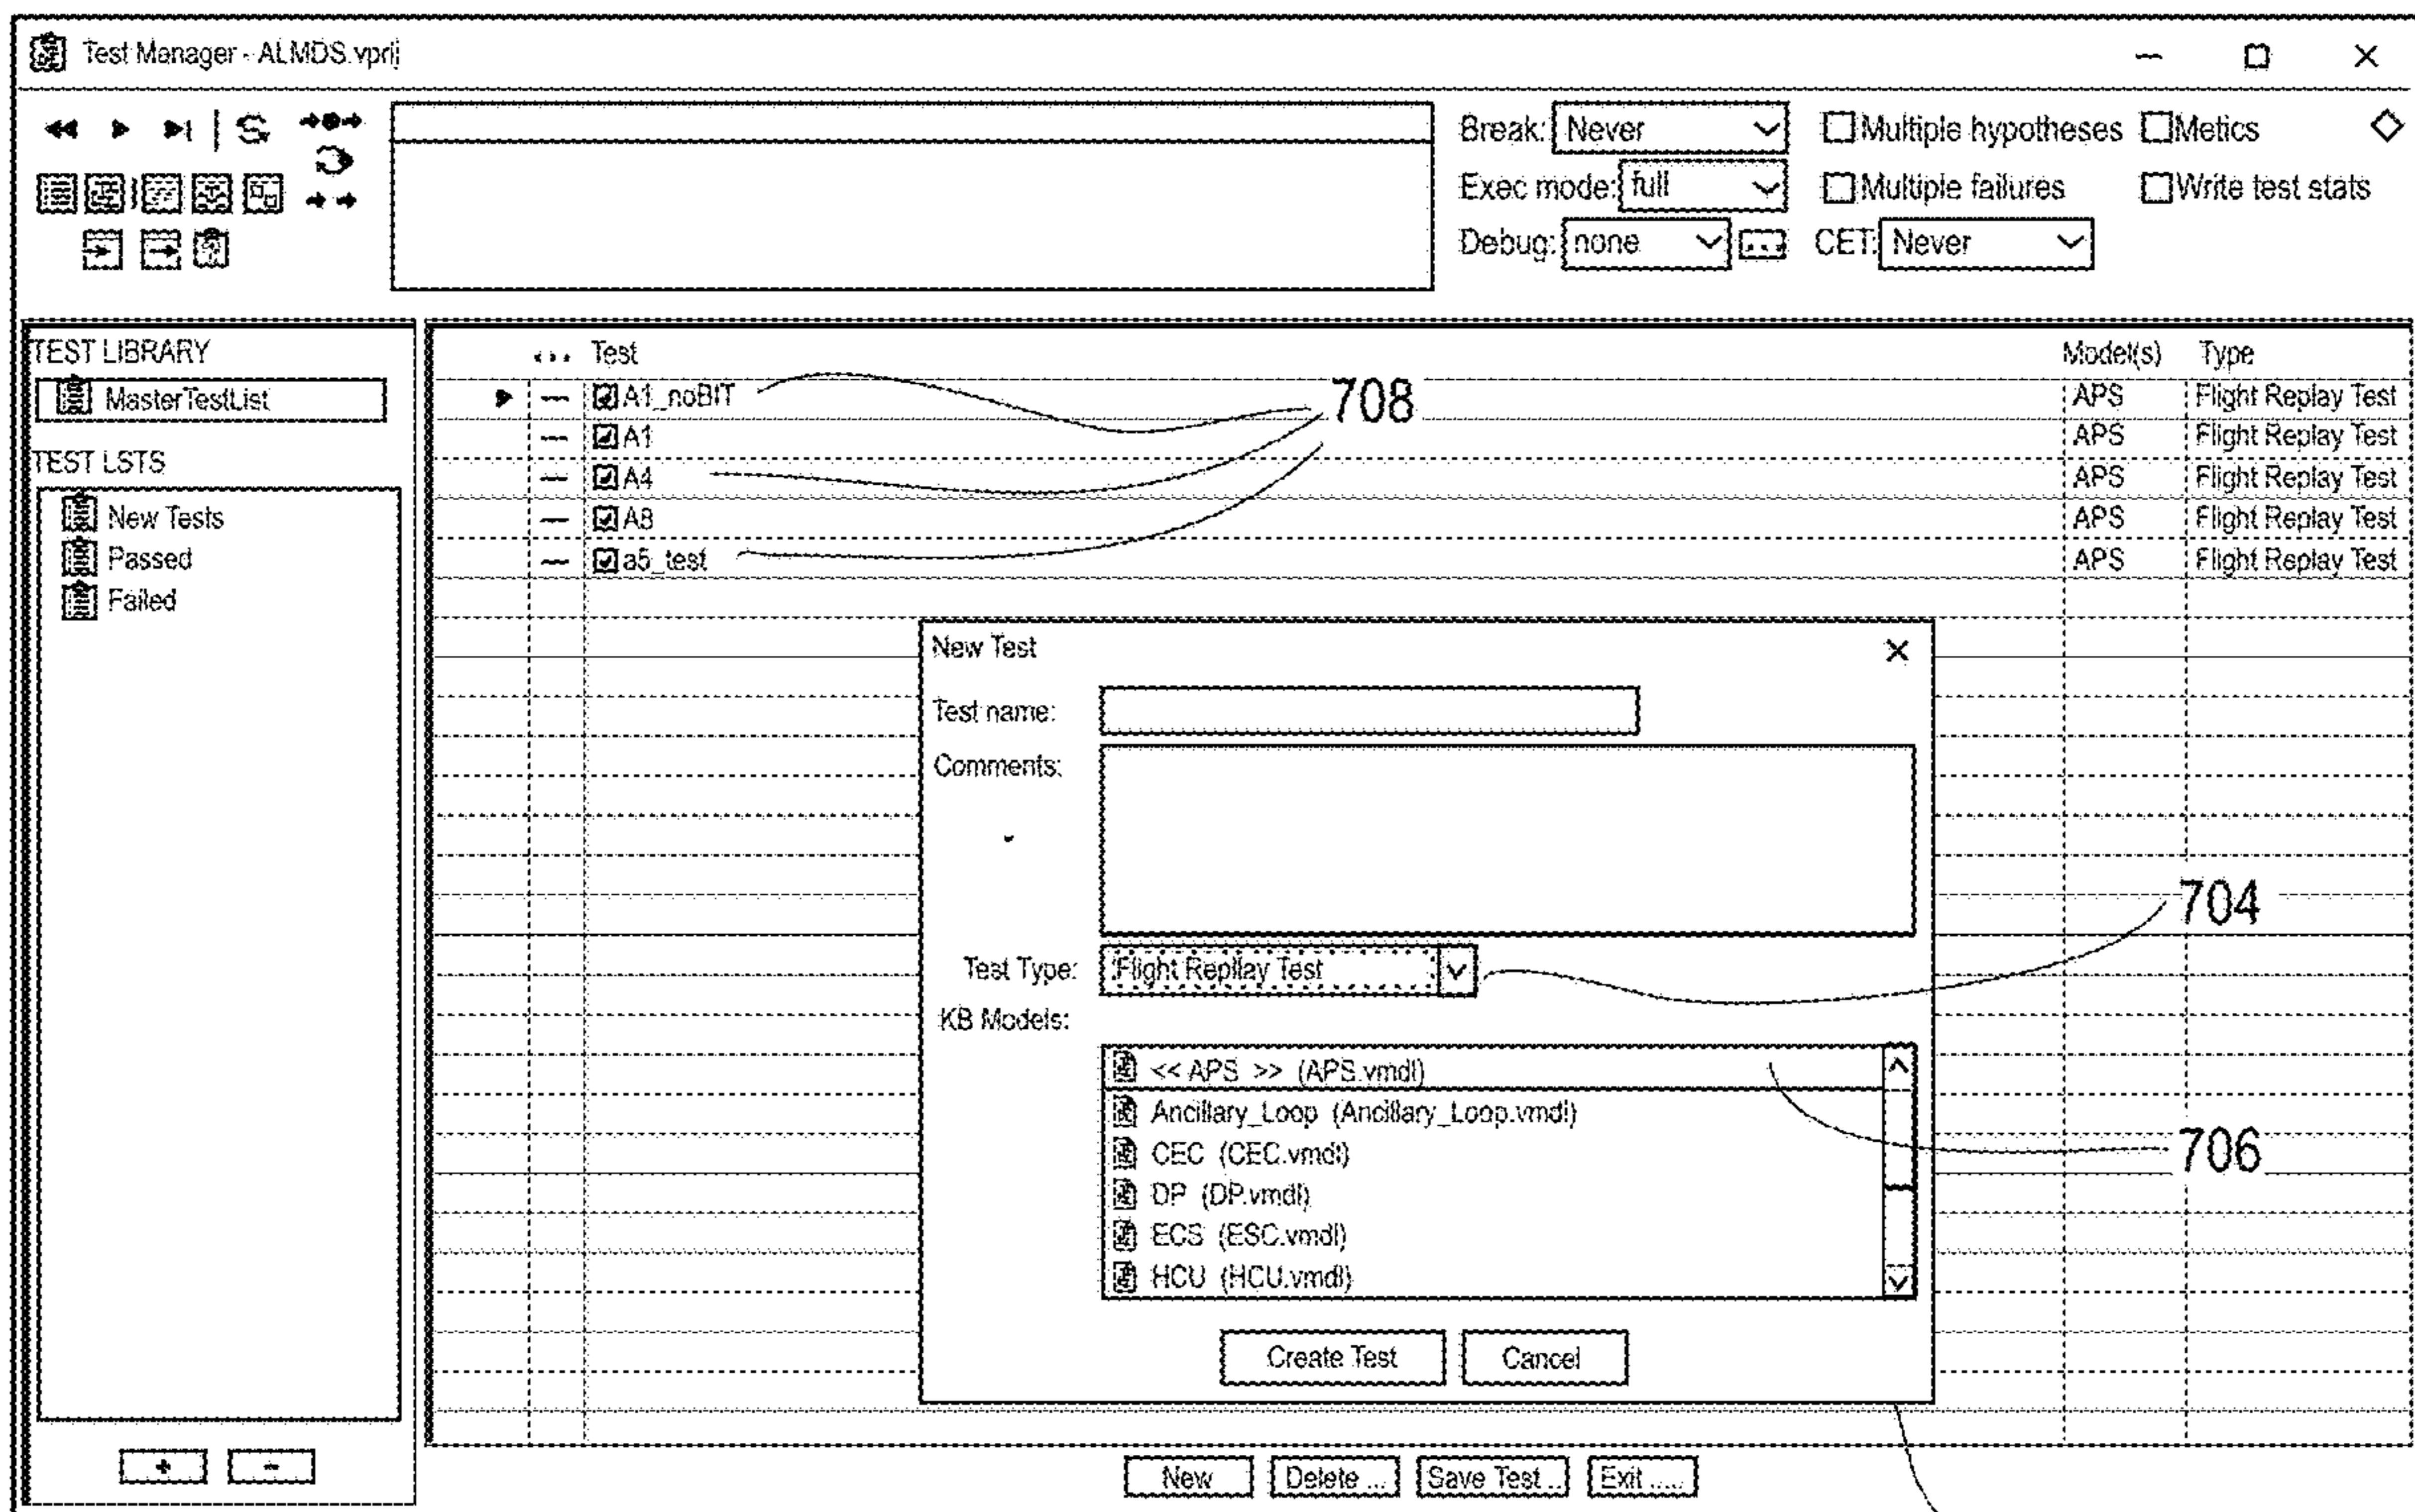 Test Manager - ALMDS.vprij
Break: Never
Multiple hypotheses
Metics
Exec mode: full
Multiple failures
Write test stats
Debug: none
...
CET: Never
TEST LIBRARY
MasterTestList
TEST LSTS
New Tests
Passed
Failed
+
-
... Test Model(s) Type
A1_noBIT APS Flight Replay Test
708
A1 APS Flight Replay Test
A4 APS Flight Replay Test
A8 APS Flight Replay Test
a5_test APS Flight Replay Test
New Test
Test name:
Comments:
704
Test Type: Flight Repllay Test
KB Models:
<< APS >> (APS.vmdl)
Ancillary_Loop (Ancillary_Loop.vmdl)
706
CEC (CEC.vmdl)
DP (DP.vmdl)
ECS (ESC.vmdl)
HCU (HCU.vmdl)
Create Test Cancel
New Delete ... Save Test .. Exit .....